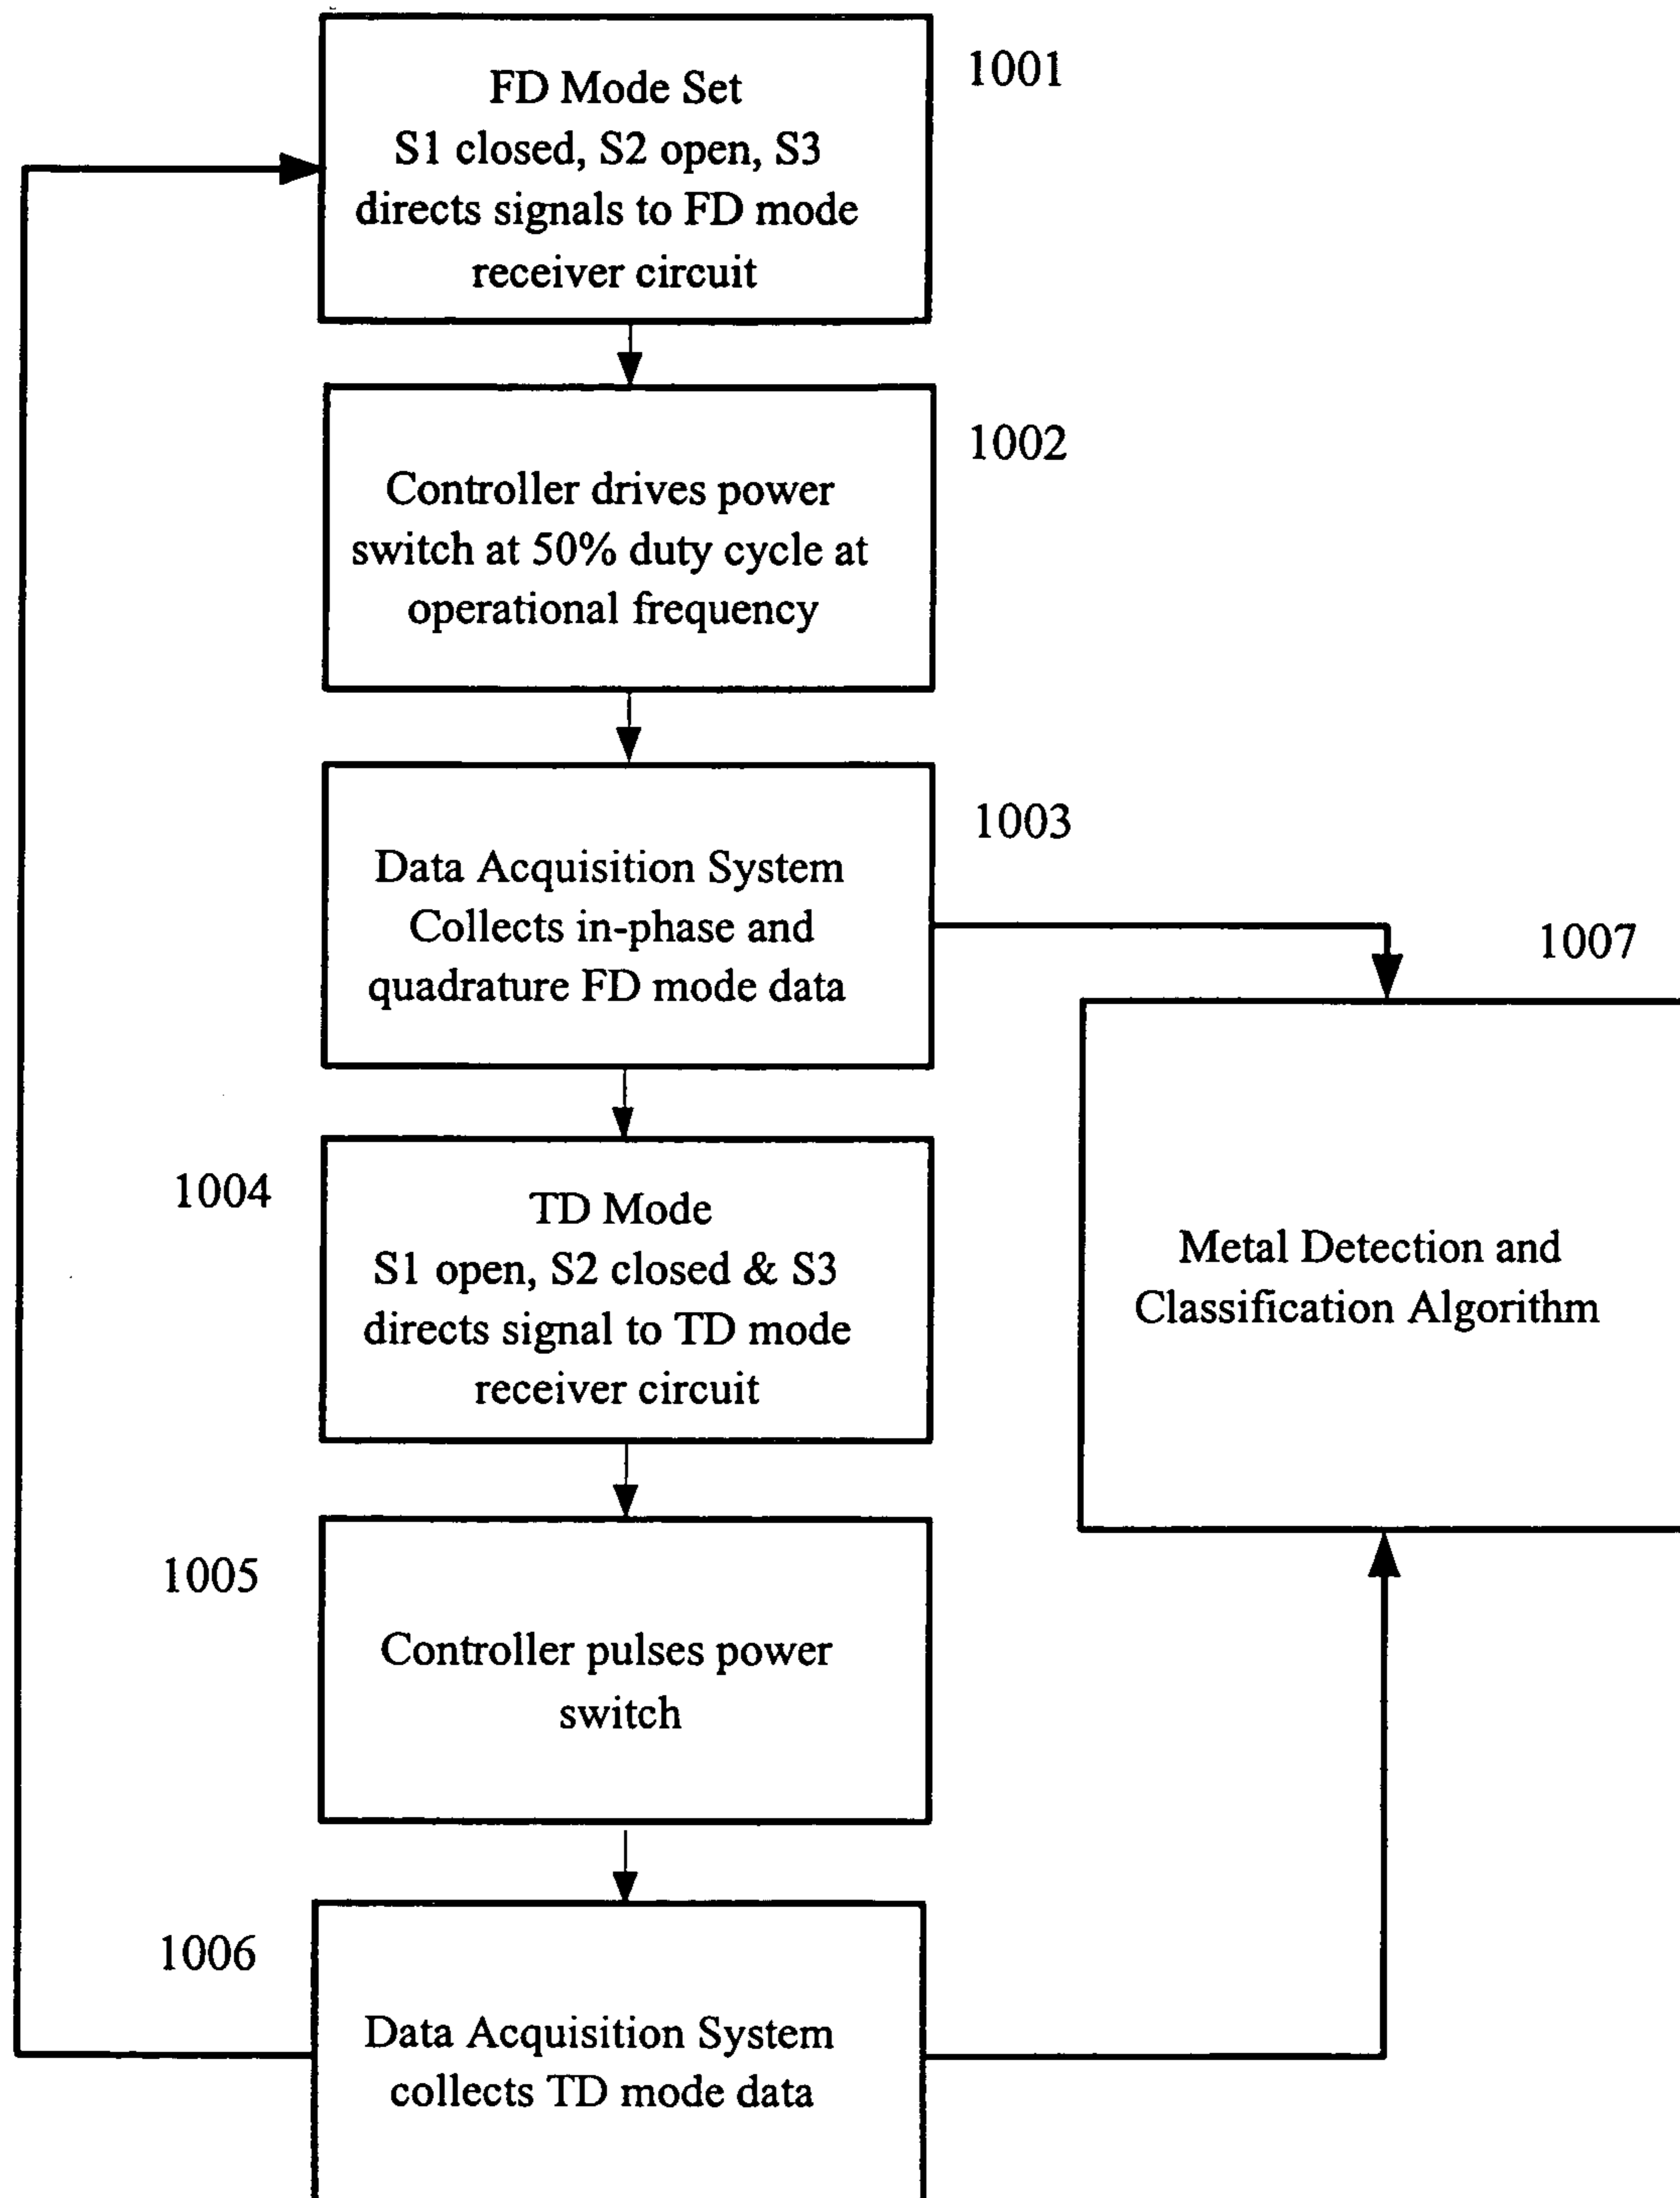 FD Mode Set
S1 closed, S2 open, S3
directs signals to FD mode
receiver circuit
1001
Controller drives power
switch at 50% duty cycle at
operational frequency
1002
Data Acquisition System
Collects in-phase and
quadrature FD mode data
1003
1004
TD Mode
S1 open, S2 closed & S3
directs signal to TD mode
receiver circuit
1005
Controller pulses power
switch
1006
Data Acquisition System
collects TD mode data
1007
Metal Detection and
Classification Algorithm